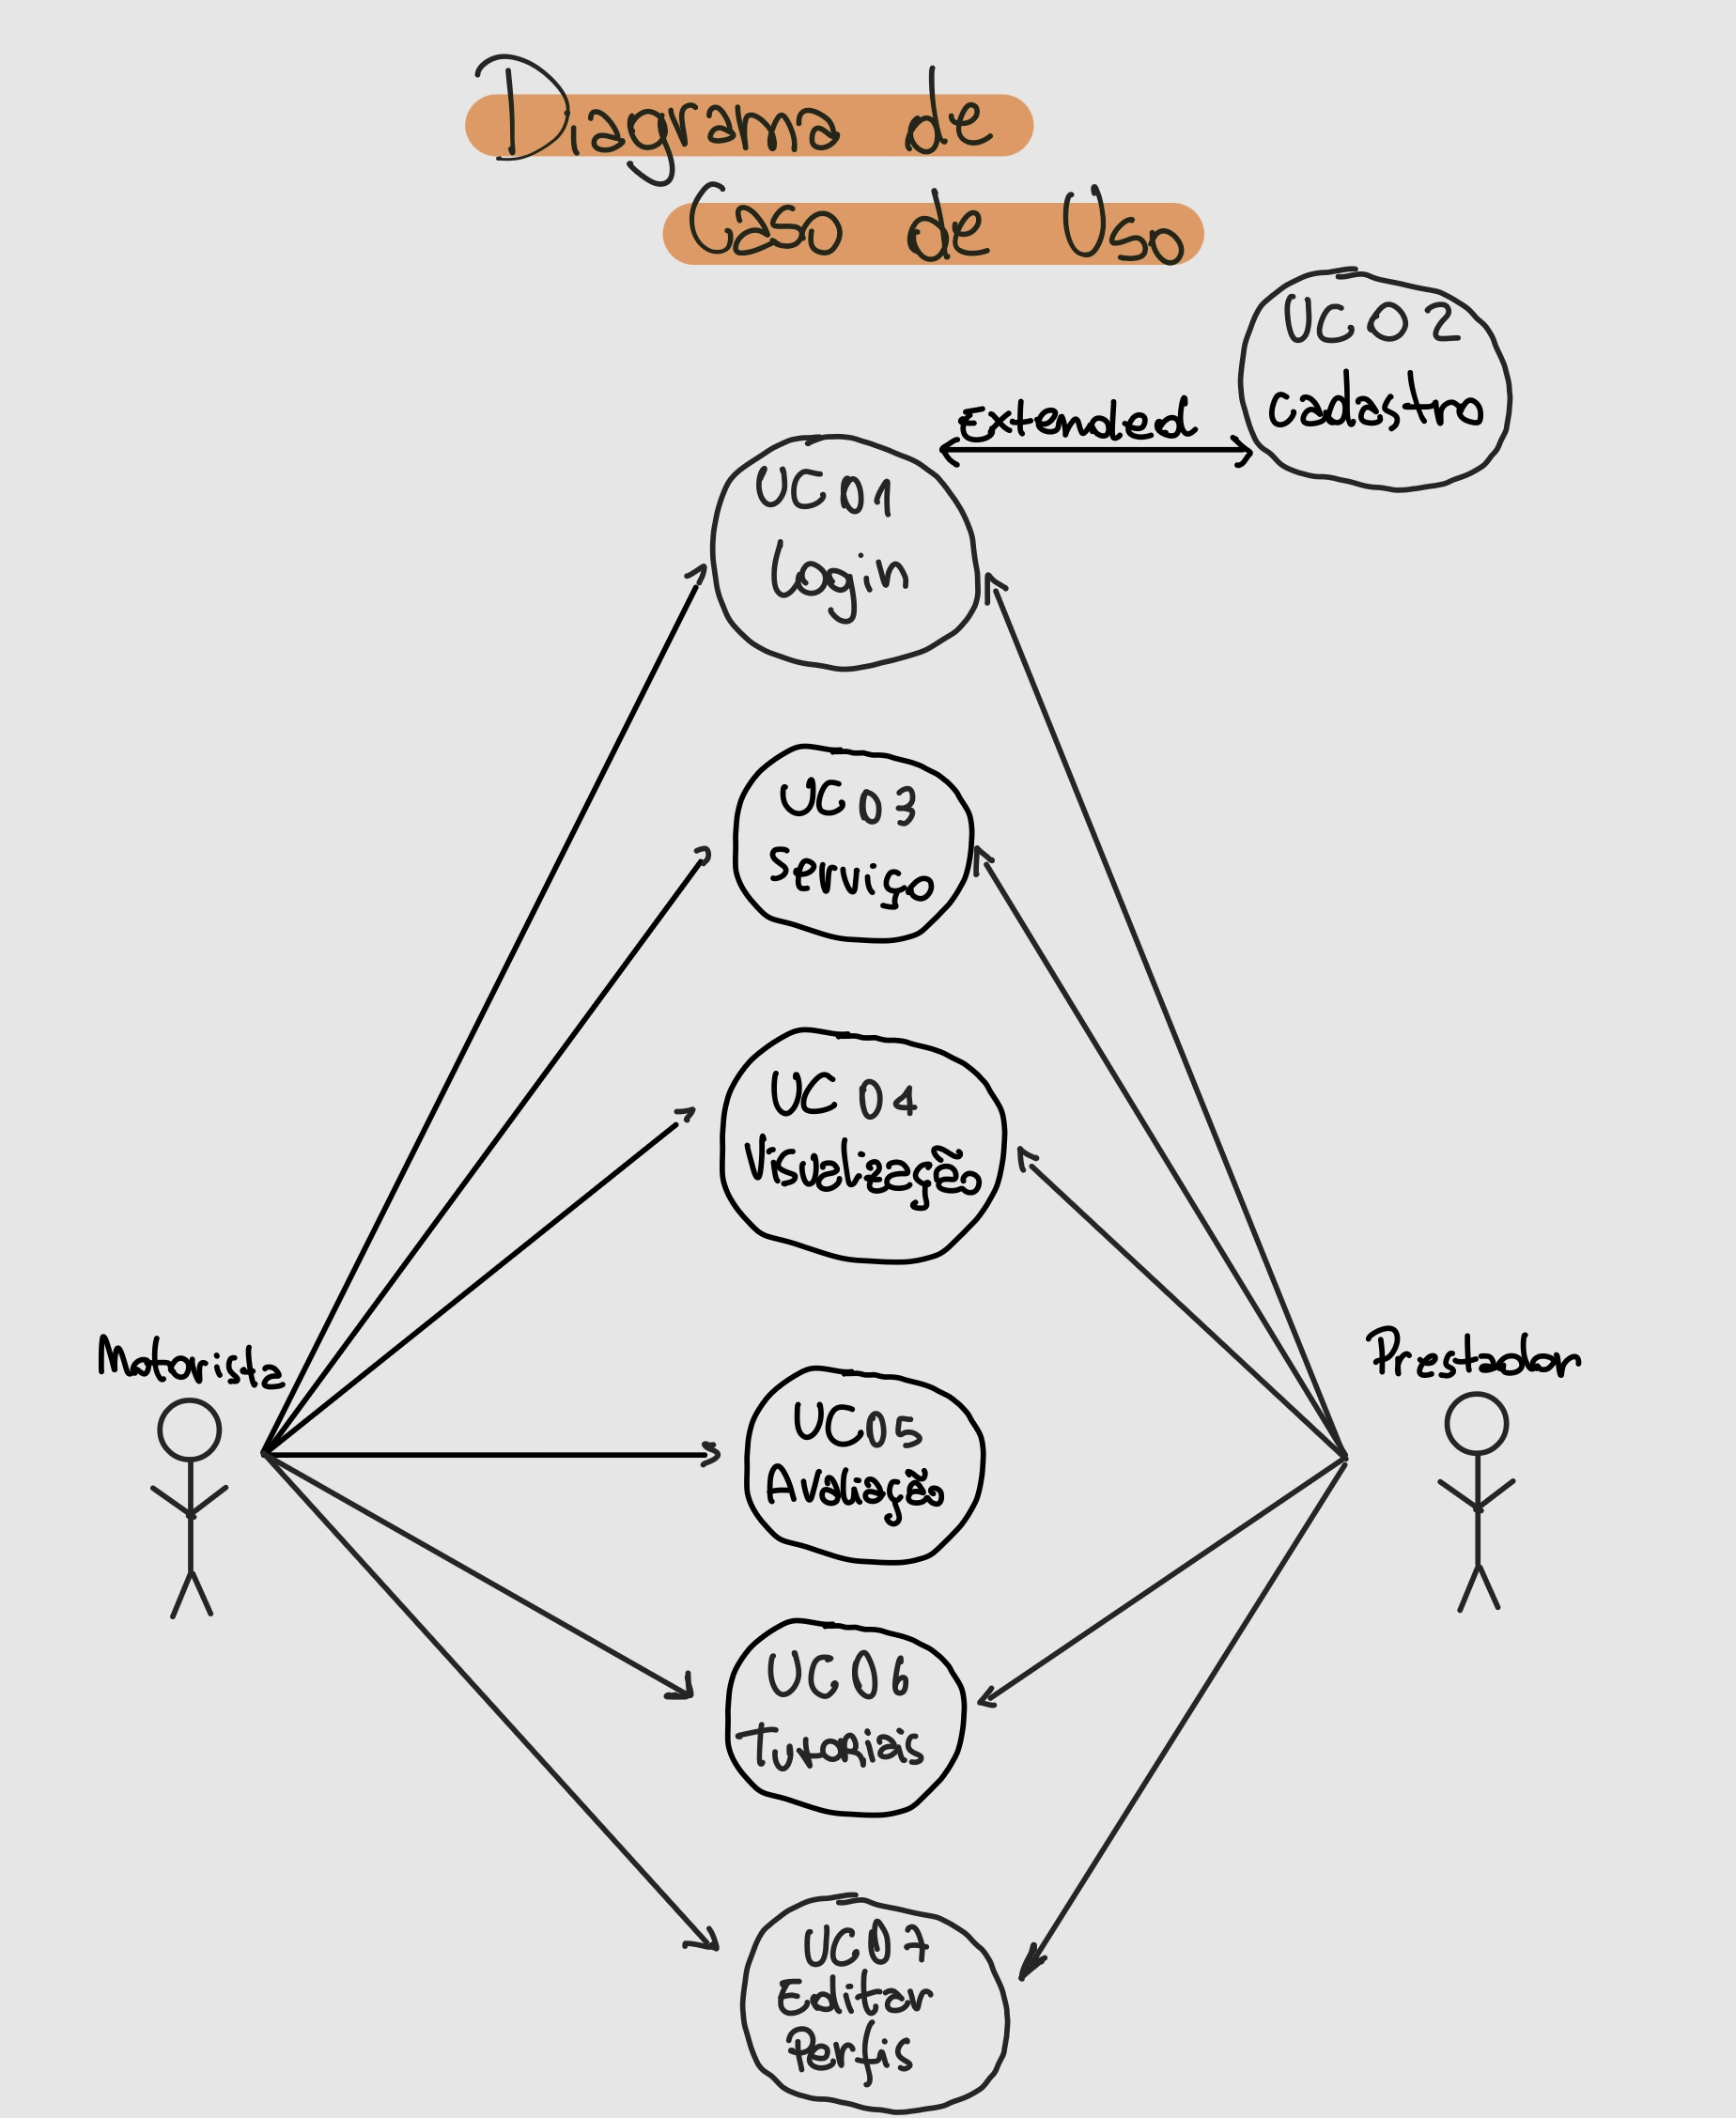 Diagrama de
Caso de Uso
UC02
cadastro
Extended
UC01
Login
UC03
Serviço
UC04
Visualização
Motorista
Prestador
UC05
Avaliação
UC06
Tutoriais
UC07
Editar
Perfis